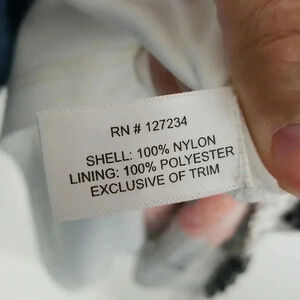 RN # 127234
SHELL: 100% NYLON
LINING: 100% POLYESTER
EXCLUSIVE OF TRIM